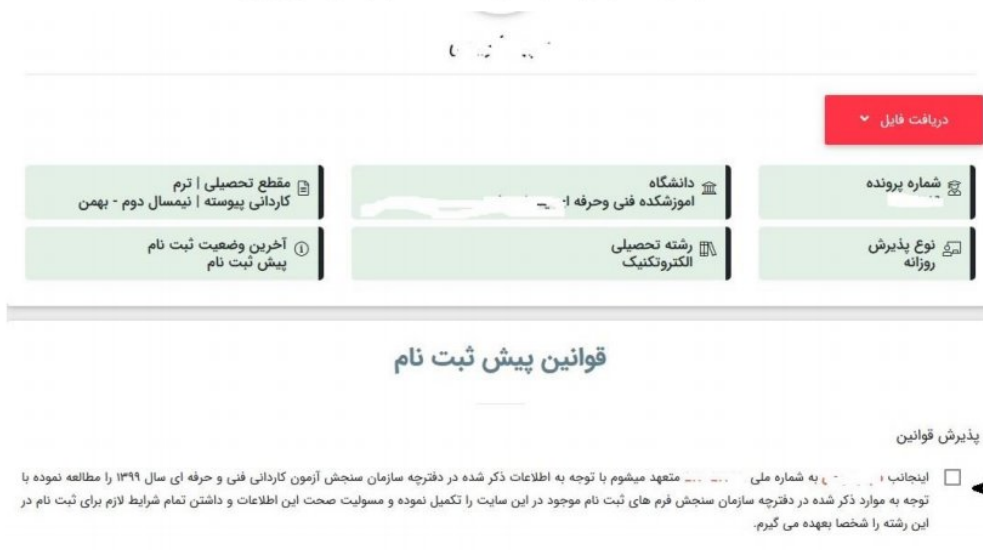 دریافت فایل
شماره پرونده
دانشگاه
اموزشکده فنی وحرفه
مقطع تحصیلی | ترم
کاردانی پیوسته | نیمسال دوم - بهمن
نوع پذیرش
روزانه
رشته تحصیلی
الکتروتکنیک
آخرین وضعیت ثبت نام
پیش ثبت نام
قوانین پیش ثبت نام
پذیرش قوانین
اینجانب به شماره ملی متعهد میشوم با توجه به اطلاعات ذکر شده در دفترچه سازمان سنجش آزمون کاردانی فنی و حرفه ای سال ۱۳۹۹ را مطالعه نموده با
توجه به موارد ذکر شده در دفترچه سازمان سنجش فرم های ثبت نام موجود در این سایت را تکمیل نموده و مسولیت صحت این اطلاعات و داشتن تمام شرایط لازم برای ثبت نام در
این رشته را شخصا بعهده می گیرم.